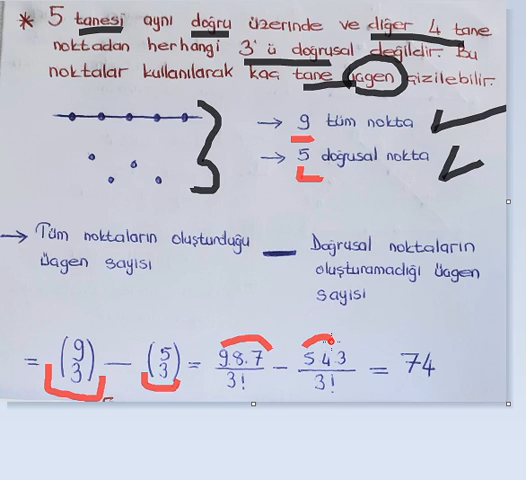 * 5 tanesi aynı doğru üzerinde ve diğer 4 tane
noktadan herhangi 3'ü doğrusal değildir. Bu
noktalar kullanılarak kaç tane üçgen çizilebilir.
→ 9 tüm nokta
→ 5 doğrusal nokta
→ Tüm noktaların oluşturduğu
üçgen sayısı
— Doğrusal noktaların
oluşturamadığı üçgen
sayısı
= (9 3) — (5 3) = 9.8.7/3! - 5 4 3/3! = 74